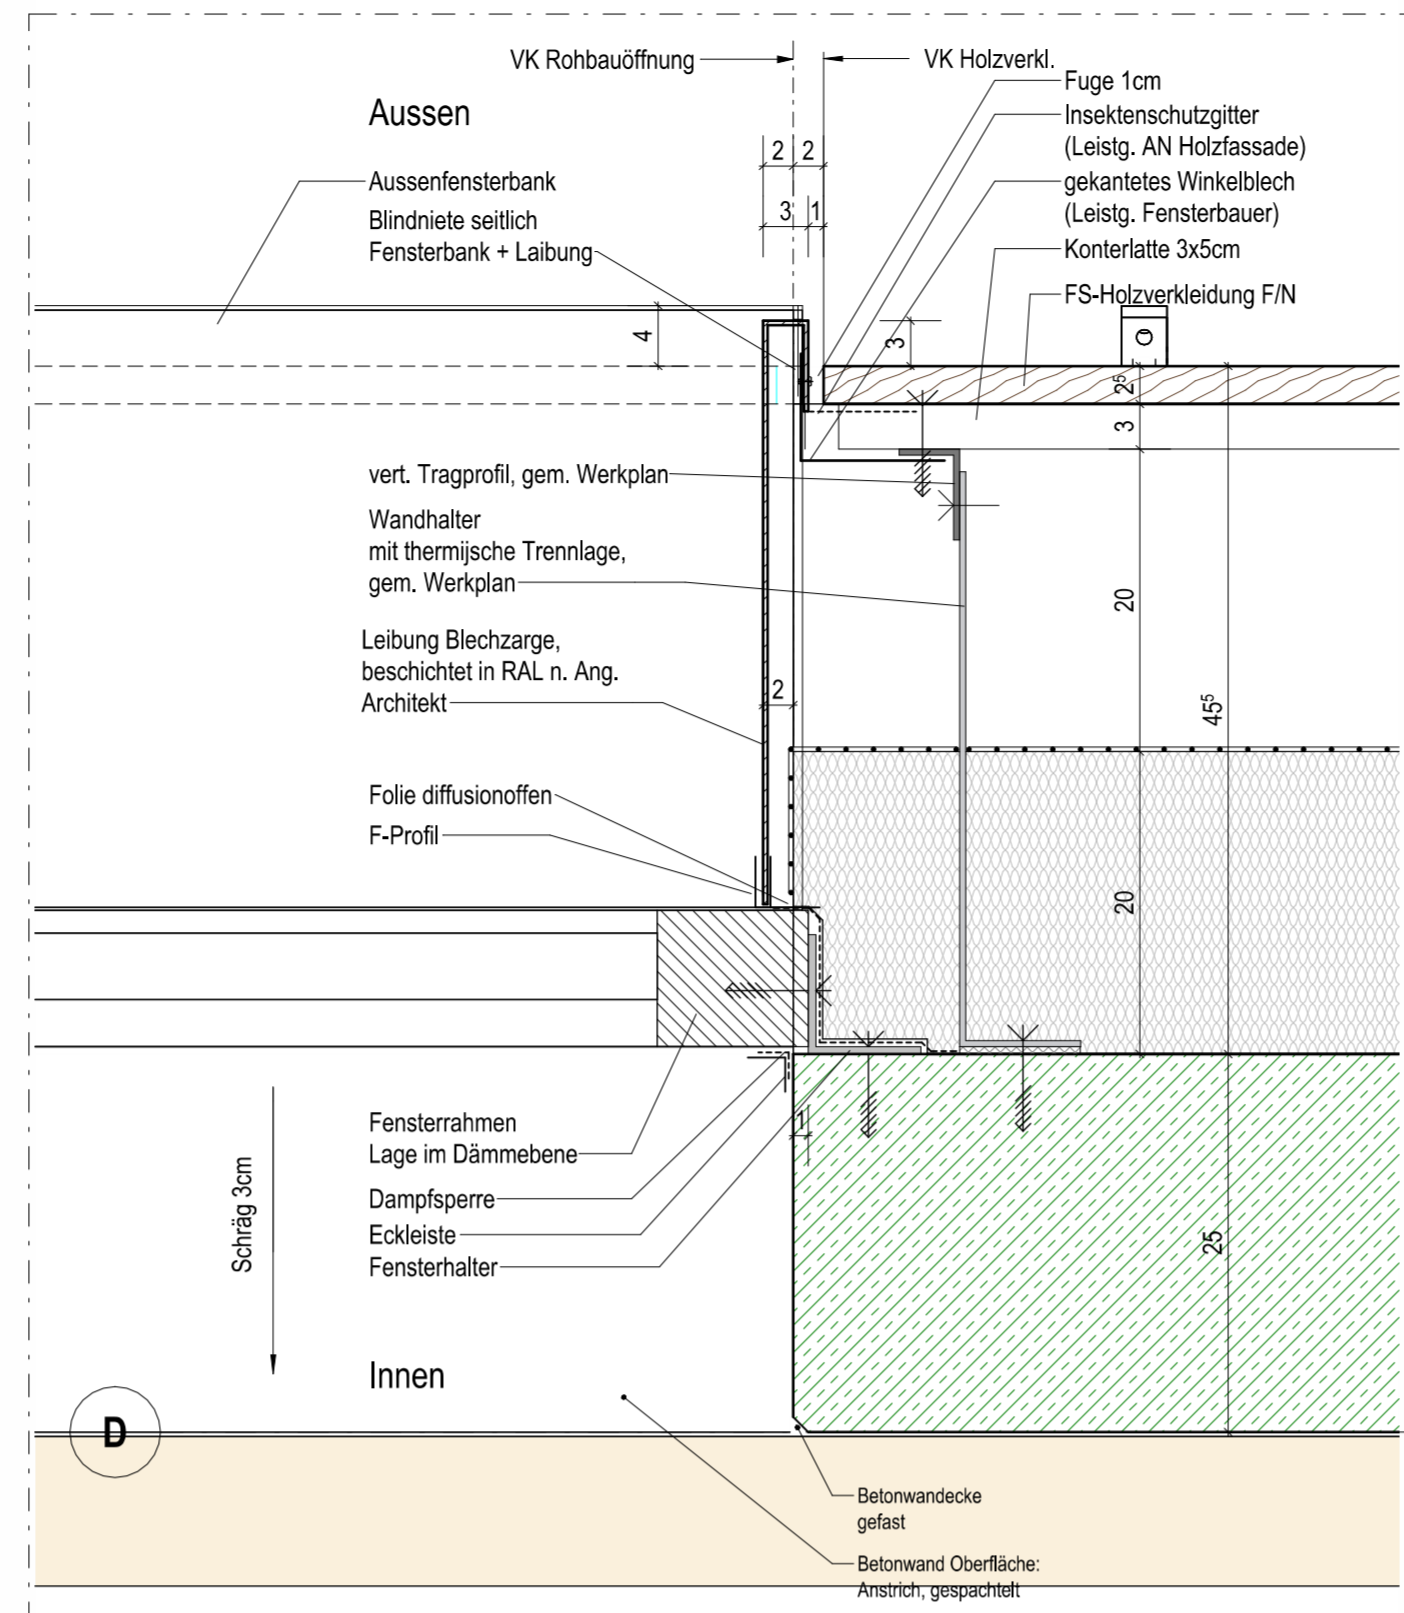 VK Rohbauöffnung
VK Holzverkl.
Aussen
Fuge 1cm
Insektenschutzgitter
(Leistg. AN Holzfassade)
gekantetes Winkelblech
(Leistg. Fensterbauer)
Konterlatte 3x5cm
FS-Holzverkleidung F/N
Aussenfensterbank
Blindniete seitlich
Fensterbank + Laibung
2 2
3 1
4
3
2⁵
3
vert. Tragprofil, gem. Werkplan
Wandhalter
mit thermijsche Trennlage,
gem. Werkplan
20
Leibung Blechzarge,
beschichtet in RAL n. Ang.
Architekt
2
45⁵
Folie diffusionoffen
F-Profil
20
Fensterrahmen
Lage im Dämmebene
1
Dampfsperre
Eckleiste
Fensterhalter
Schräg 3cm
25
Innen
D
Betonwandecke
gefast
Betonwand Oberfläche:
Anstrich, gespachtelt